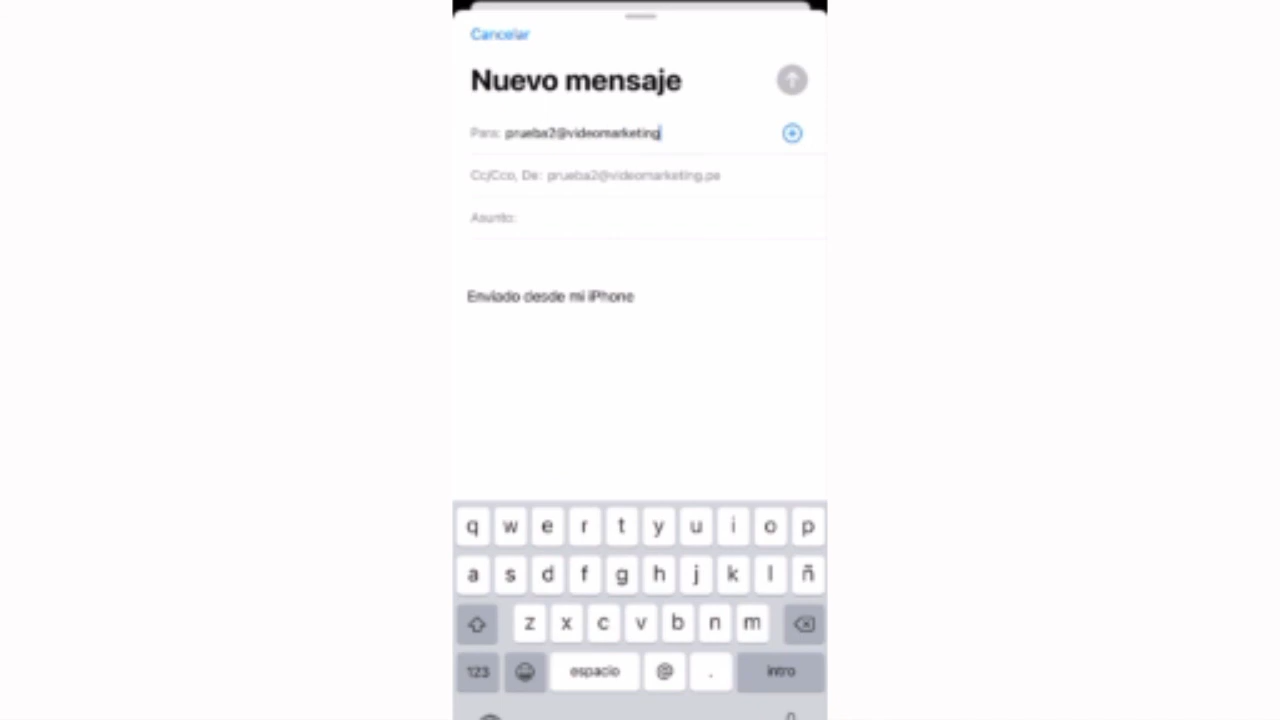 Cancelar
Nuevo mensaje
Para: prueba2@videomarketing
Cc/Cco, De: prueba2@videomarketing.pe
Asunto:
Enviado desde mi iPhone
q w e r t y u i o p
a s d f g h j k l ñ
z x c v b n m
123 espacio @ . intro